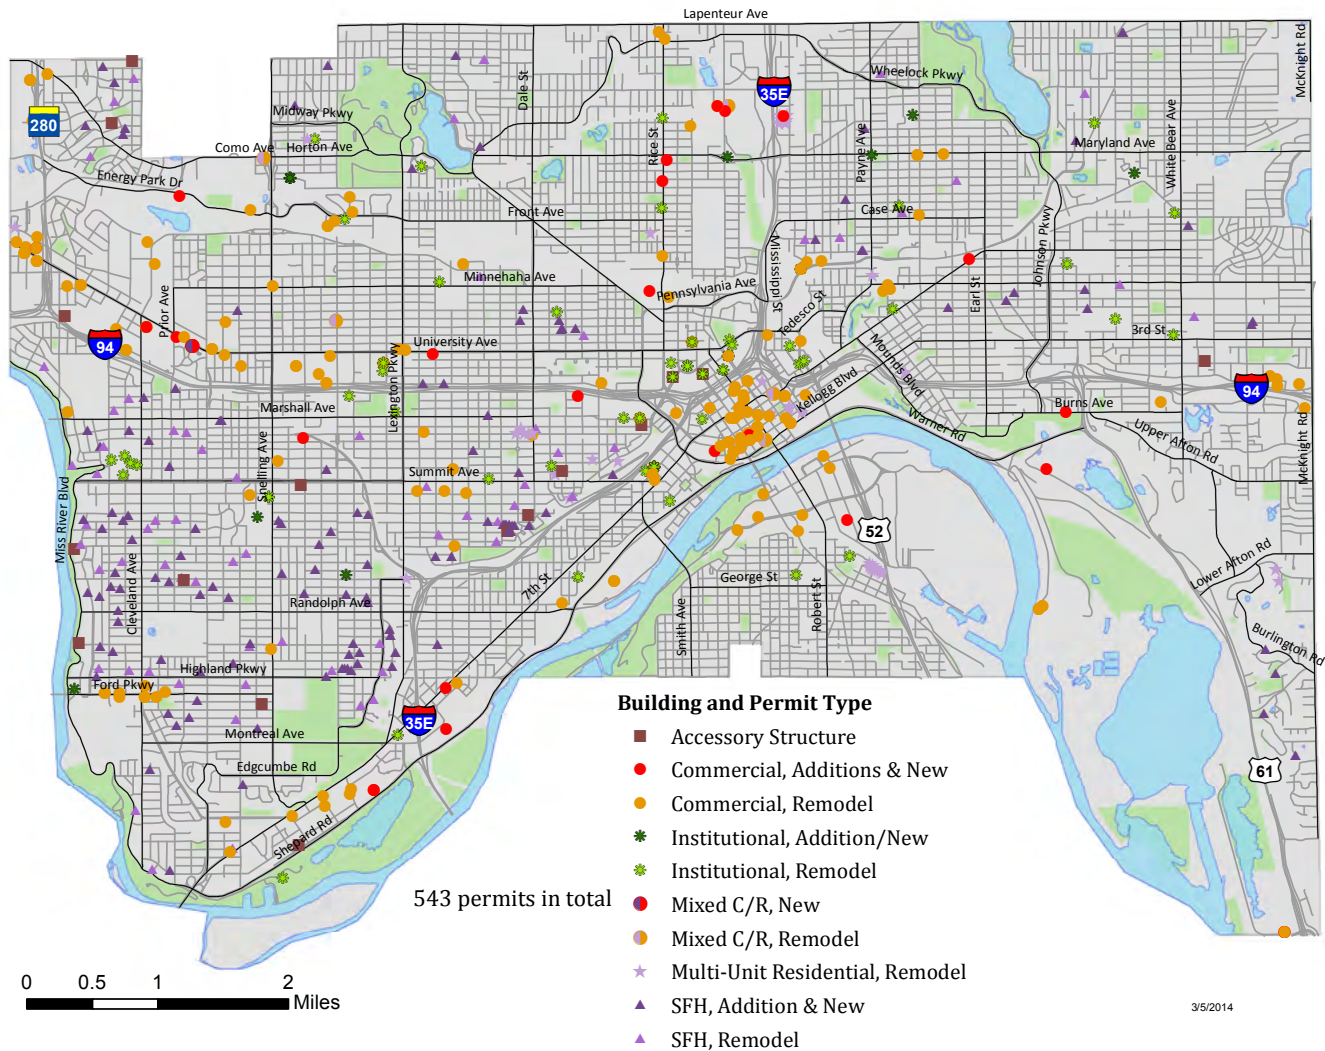 Lapenteur Ave
McKnight Rd
Wheelock Pkwy
35E
Dale St
280
Midway Pkwy
Como Ave
Horton Ave
Rice St
Payne Ave
Maryland Ave
White Bear Ave
Energy Park Dr
Front Ave
Case Ave
Johnson Pkwy
Mississippi St
Minnehaha Ave
Pennsylvania Ave
Earl St
Prior Ave
Tedesco St
3rd St
94
University Ave
Lexington Pkwy
Mounds Blvd
Kellogg Blvd
94
Marshall Ave
Burns Ave
Warner Rd
Upper Afton Rd
McKnight Rd
Snelling Ave
Summit Ave
Miss River Blvd
52
Lower Afton Rd
Cleveland Ave
7th St
George St
Robert St
Smith Ave
Randolph Ave
Burlington Rd
Highland Pkwy
Ford Pkwy
35E
Montreal Ave
Edgcumbe Rd
61
Shepard Rd
Building and Permit Type
Accessory Structure
Commercial, Additions & New
Commercial, Remodel
Institutional, Addition/New
Institutional, Remodel
543 permits in total
Mixed C/R, New
Mixed C/R, Remodel
Multi-Unit Residential, Remodel
SFH, Addition & New
SFH, Remodel
0 0.5 1 2
Miles
3/5/2014